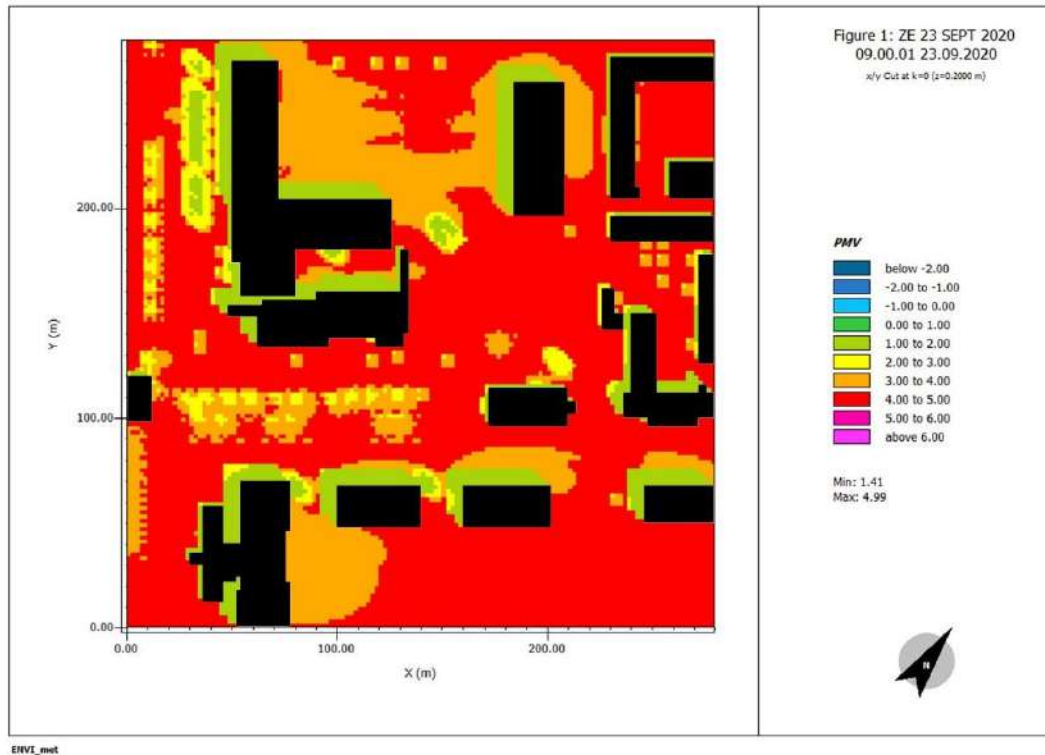 Figure 1: ZE 23 SEPT 2020
09.00.01 23.09.2020
x/y Cut at k=0 (z=0.2000 m)
200.00
100.00
0.00
Y (m)
0.00 100.00 200.00
X (m)
PMV
below -2.00
-2.00 to -1.00
-1.00 to 0.00
0.00 to 1.00
1.00 to 2.00
2.00 to 3.00
3.00 to 4.00
4.00 to 5.00
5.00 to 6.00
above 6.00
Min: 1.41
Max: 4.99
N
ENVI_met